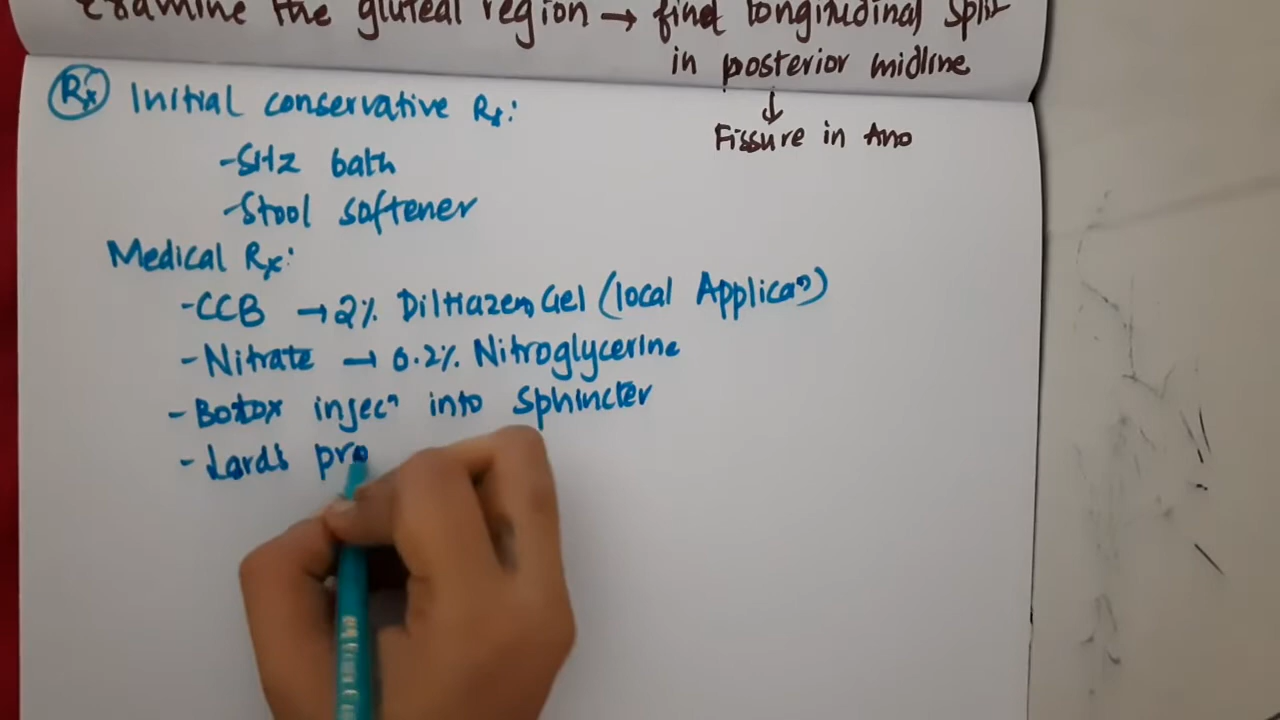 Examine the gluteal region → find longitudinal split
in posterior midline
↓
Fissure in Ano
Rx Initial conservative Rx:
-Sitz bath
-Stool softener
Medical Rx:
-CCB → 2% Diltiazem Gel (local Applicaⁿ)
-Nitrate → 0.2% Nitroglycerine
-Botox injecⁿ into Sphincter
-Lords pro